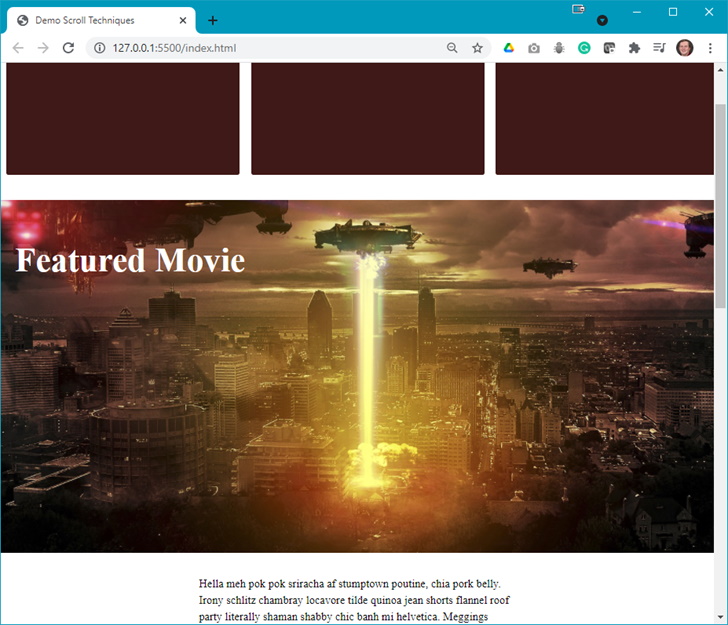 Demo Scroll Techniques
127.0.0.1:5500/index.html
Featured Movie
Hella meh pok pok sriracha af stumptown poutine, chia pork belly.
Irony schlitz chambray locavore tilde quinoa jean shorts flannel roof
party literally shaman shabby chic banh mi helvetica. Meggings